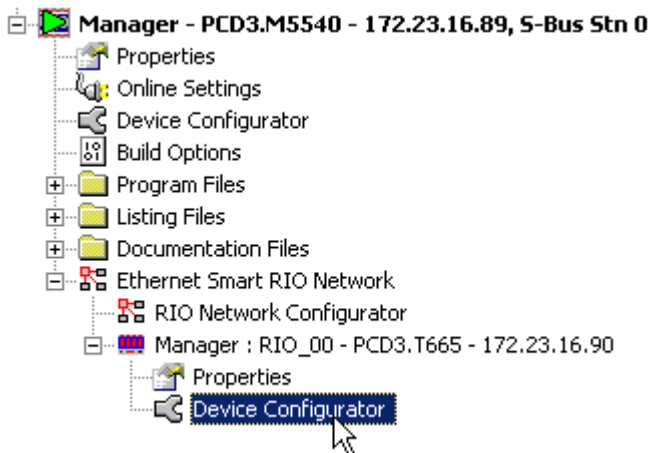 Manager - PCD3.M5540 - 172.23.16.89, S-Bus Stn 0
Properties
Online Settings
Device Configurator
Build Options
Program Files
Listing Files
Documentation Files
Ethernet Smart RIO Network
RIO Network Configurator
Manager : RIO_00 - PCD3.T665 - 172.23.16.90
Properties
Device Configurator